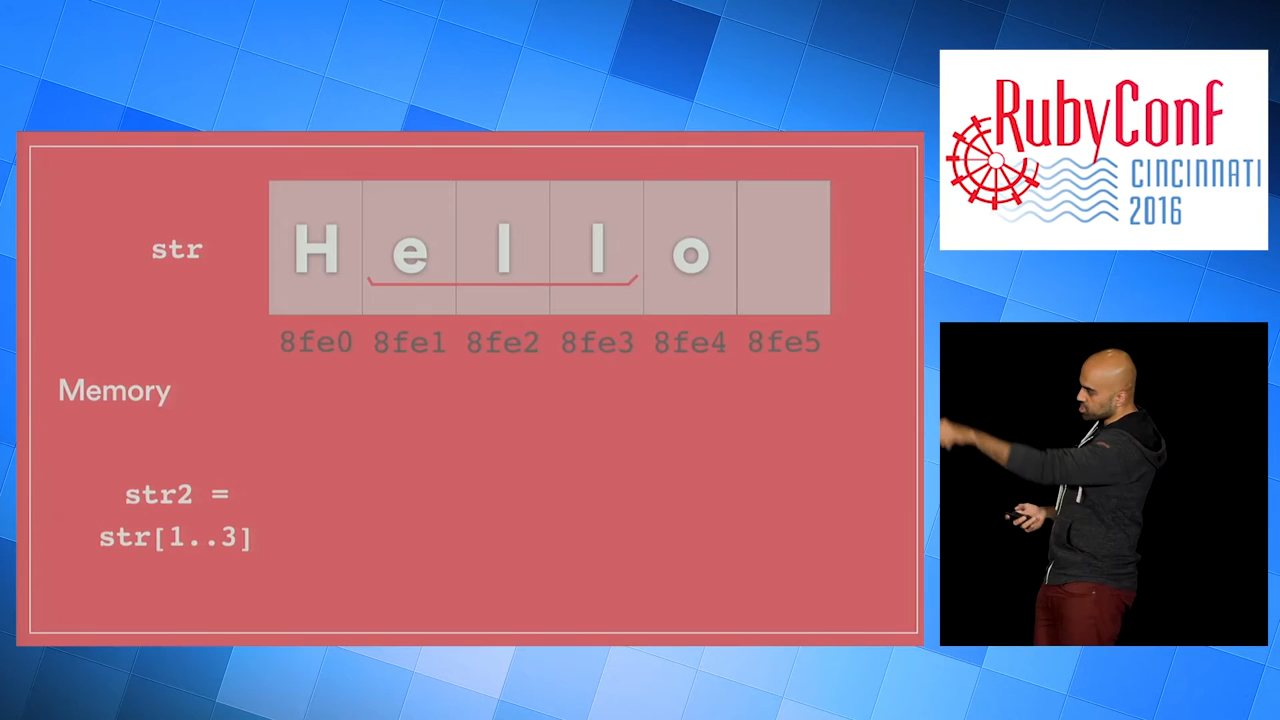 str
H e l l o
8fe0 8fe1 8fe2 8fe3 8fe4 8fe5
Memory
str2 =
str[1..3]
RubyConf
CINCINNATI
2016